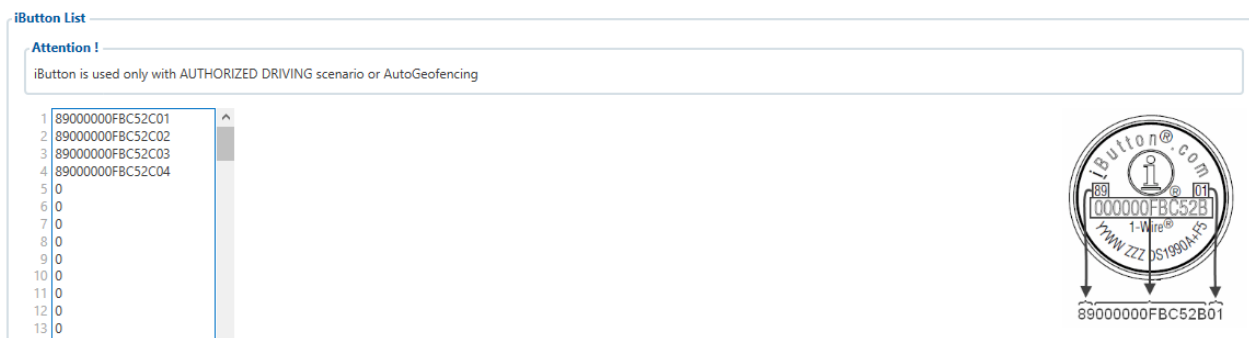 iButton List
Attention !
iButton is used only with AUTHORIZED DRIVING scenario or AutoGeofencing
1 89000000FBC52C01
2 89000000FBC52C02
3 89000000FBC52C03
4 89000000FBC52C04
5 0
6 0
7 0
8 0
9 0
10 0
11 0
12 0
13 0
iButton®.com
i®
89 01
000000FBC52B
1-Wire®
YYWW ZZZ DS1990A+F5
89000000FBC52B01